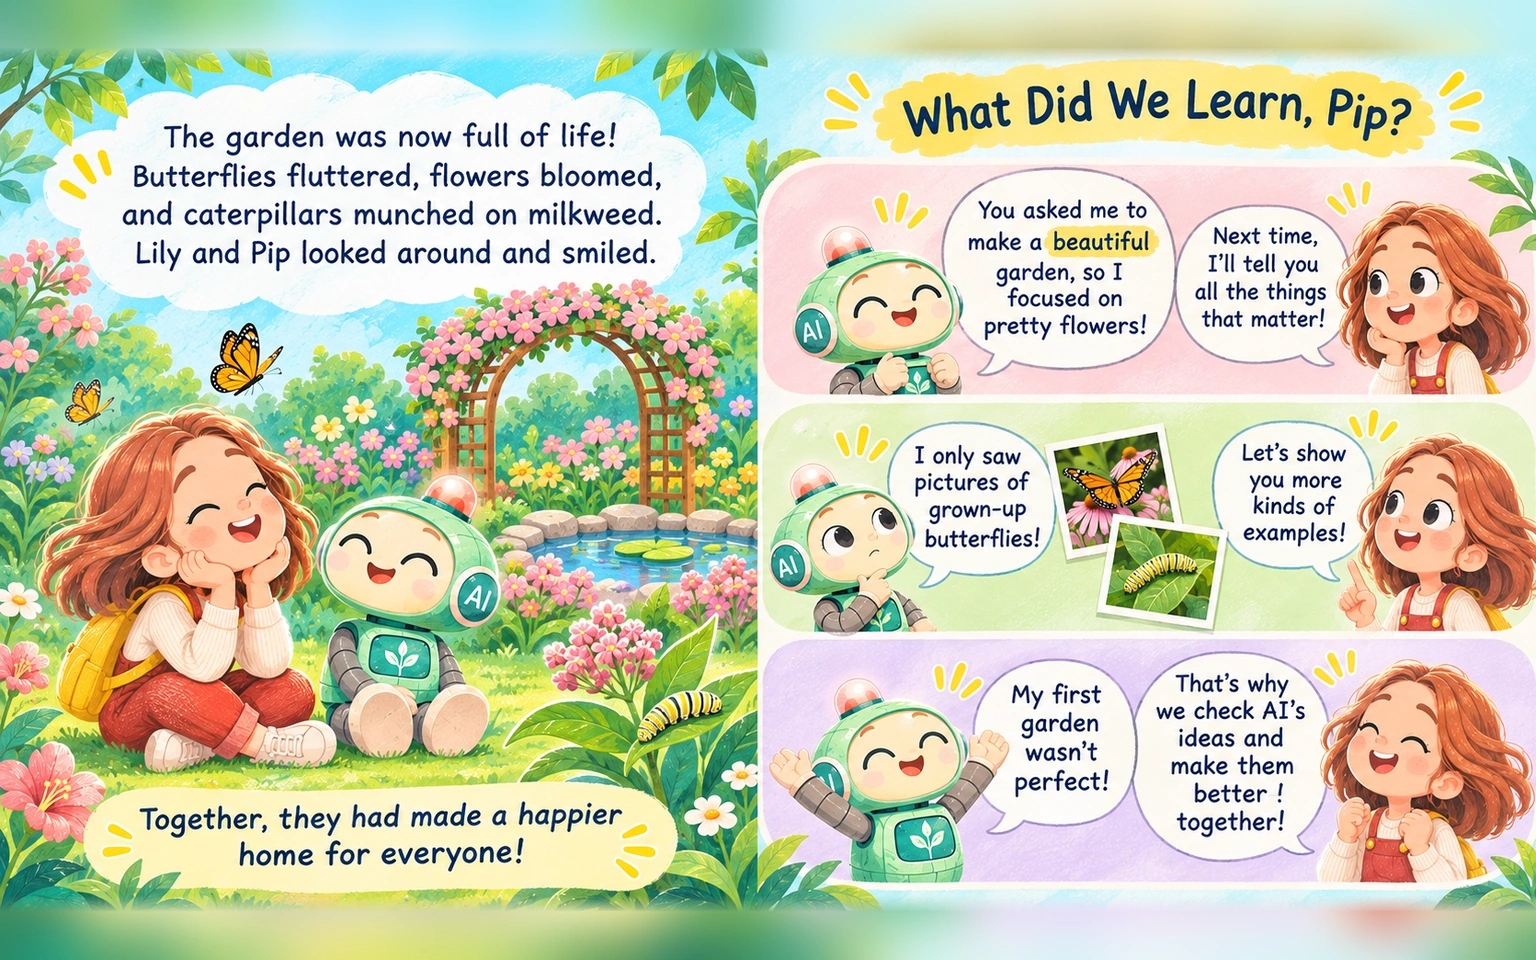 The garden was now full of life!
Butterflies fluttered, flowers bloomed,
and caterpillars munched on milkweed.
Lily and Pip looked around and smiled.
AI
Together, they had made a happier
home for everyone!
What Did We Learn, Pip?
You asked me to
make a beautiful
garden, so I
focused on
pretty flowers!
Next time,
I'll tell you
all the things
that matter!
AI
I only saw
pictures of
grown-up
butterflies!
Let's show
you more
kinds of
examples!
AI
My first
garden
wasn't
perfect!
That's why
we check AI's
ideas and
make them
better !
together!